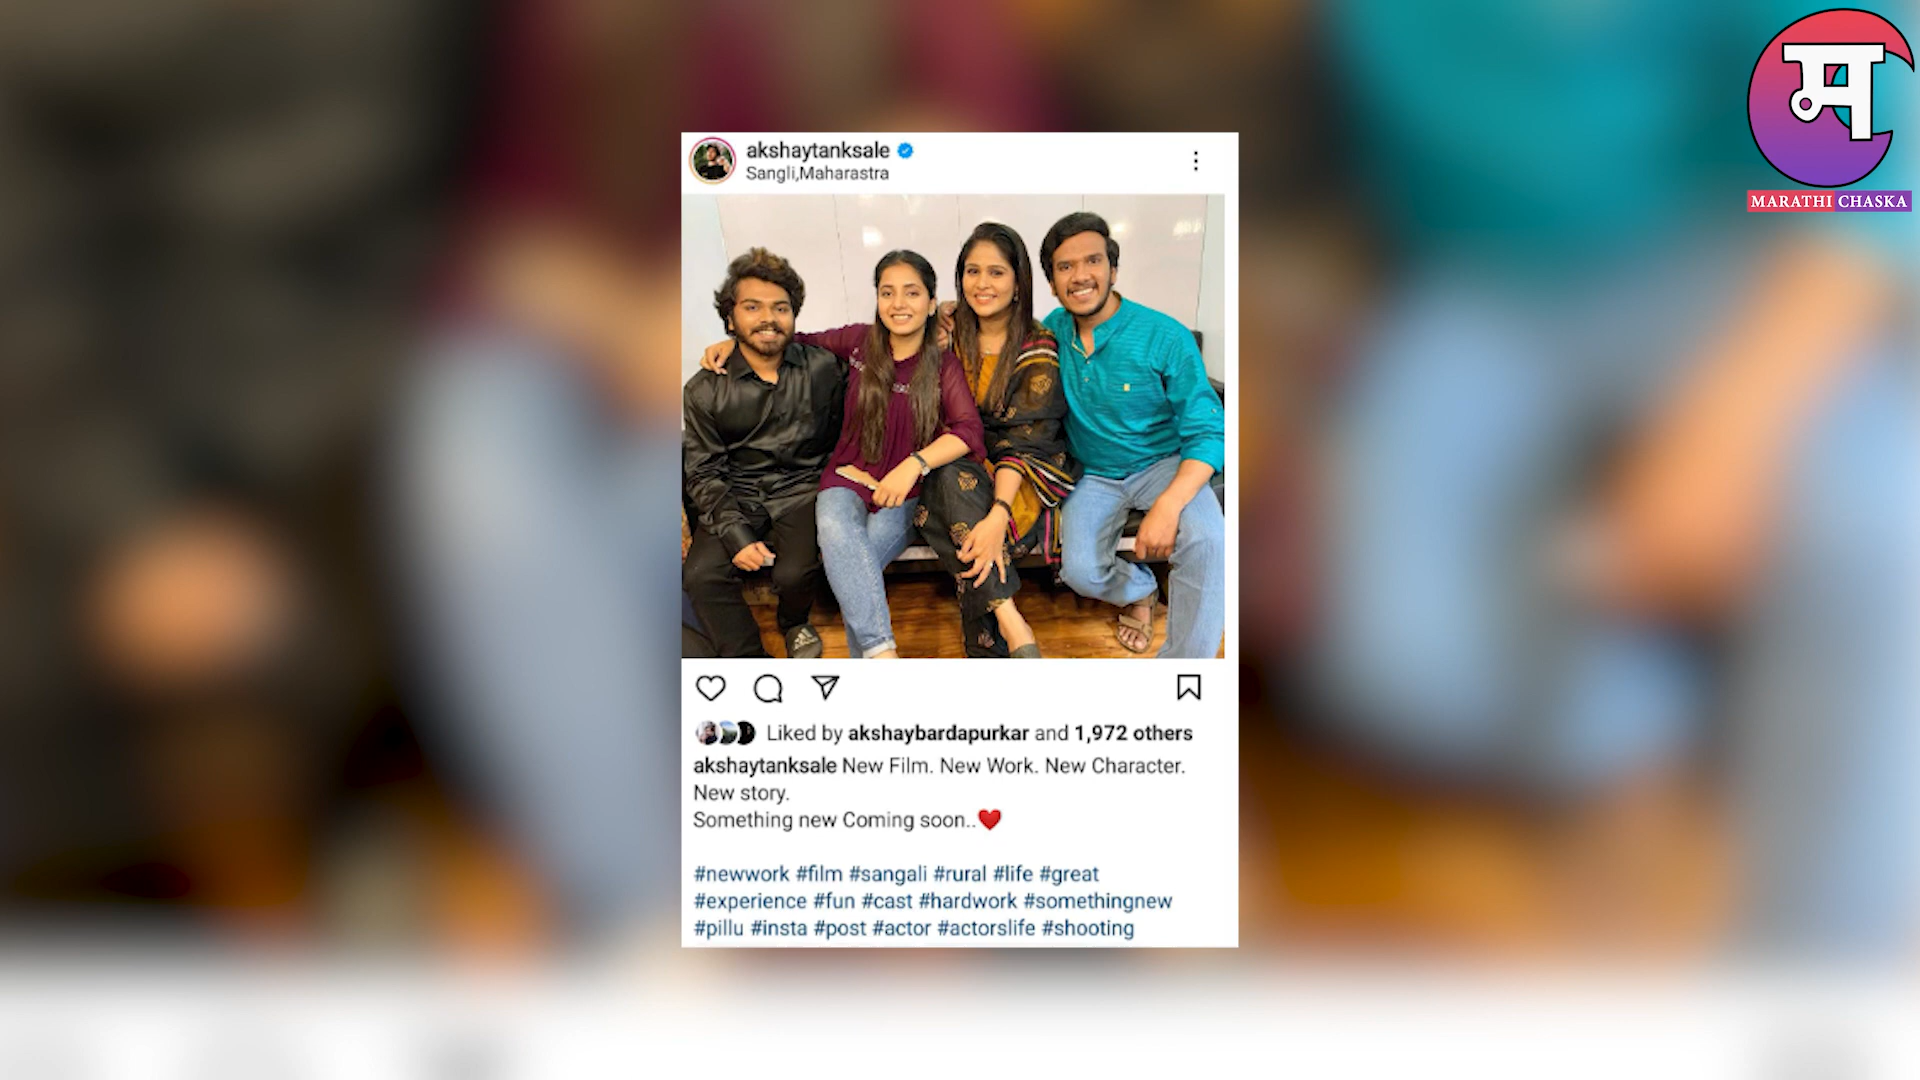 akshaytanksale
Sangli,Maharastra
म
MARATHI CHASKA
Liked by akshaybardapurkar and 1,972 others
akshaytanksale New Film. New Work. New Character.
New story.
Something new Coming soon..❤️
#newwork #film #sangali #rural #life #great
#experience #fun #cast #hardwork #somethingnew
#pillu #insta #post #actor #actorslife #shooting